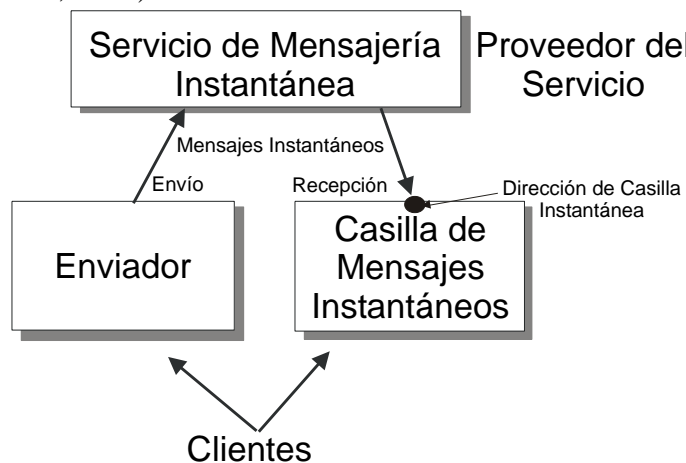 Servicio de Mensajería
Instantánea
Proveedor del
Servicio
Mensajes Instantáneos
Envío
Recepción
Dirección de Casilla
Instantánea
Enviador
Casilla de
Mensajes
Instantáneos
Clientes